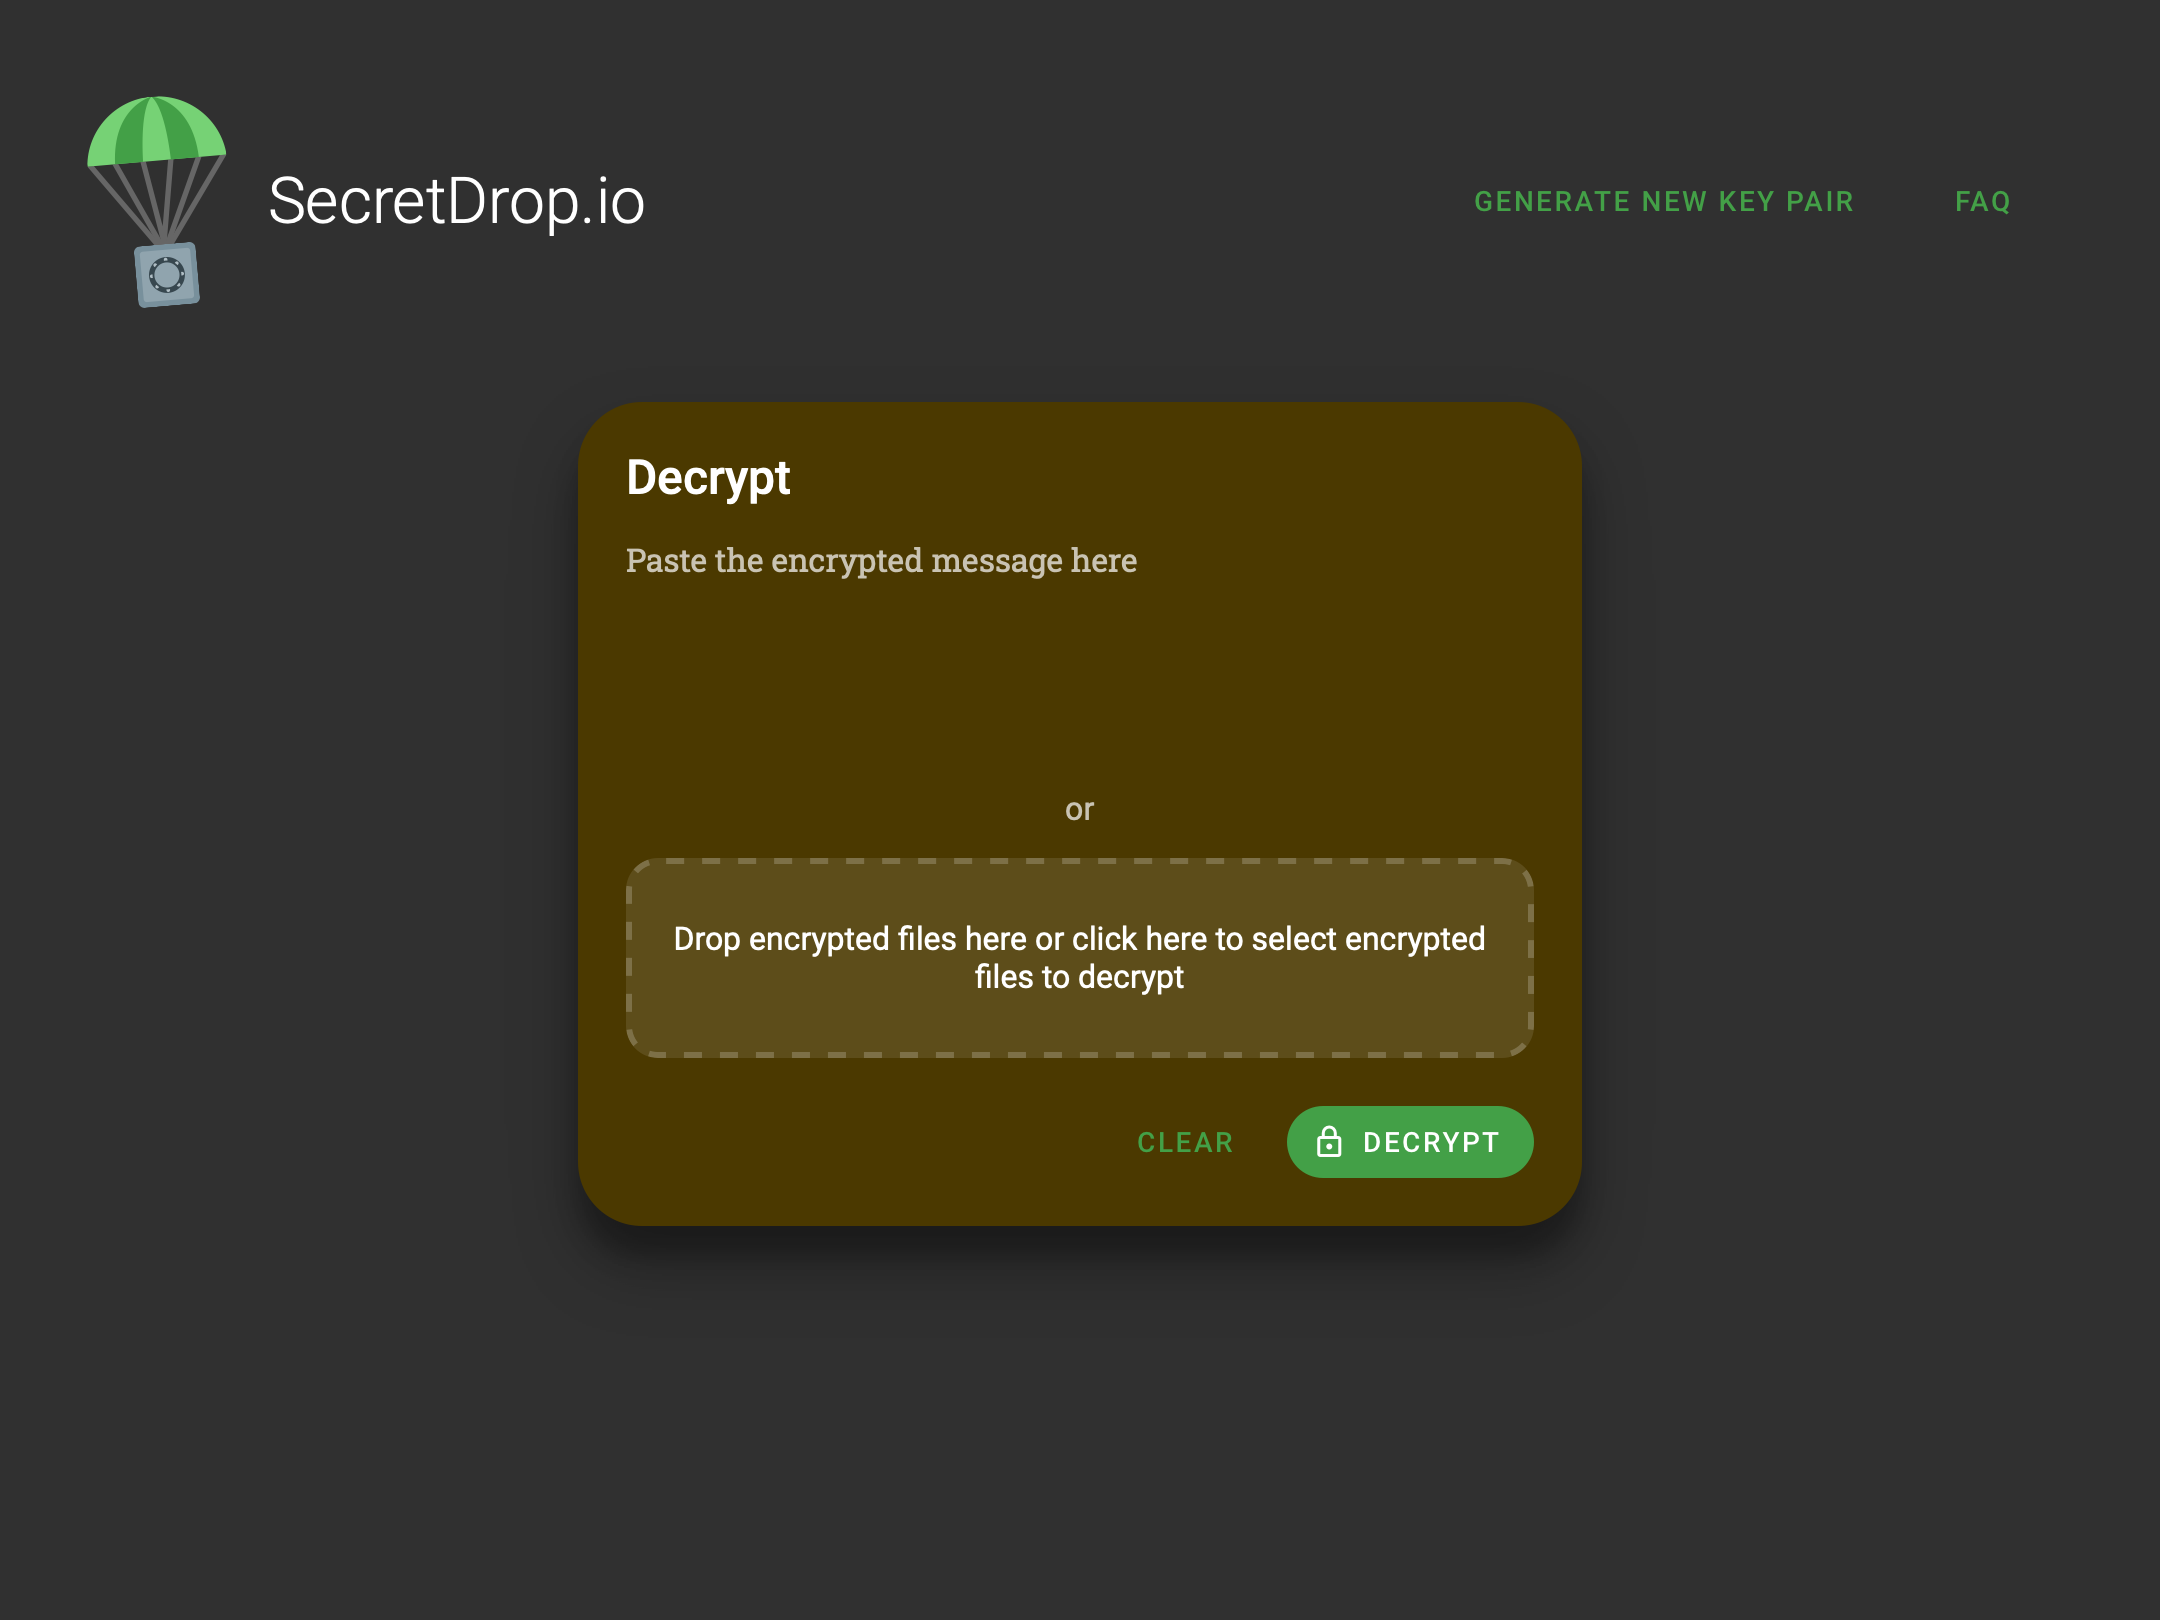 SecretDrop.io
GENERATE NEW KEY PAIR
FAQ
Decrypt
Paste the encrypted message here
or
Drop encrypted files here or click here to select encrypted
files to decrypt
CLEAR
DECRYPT